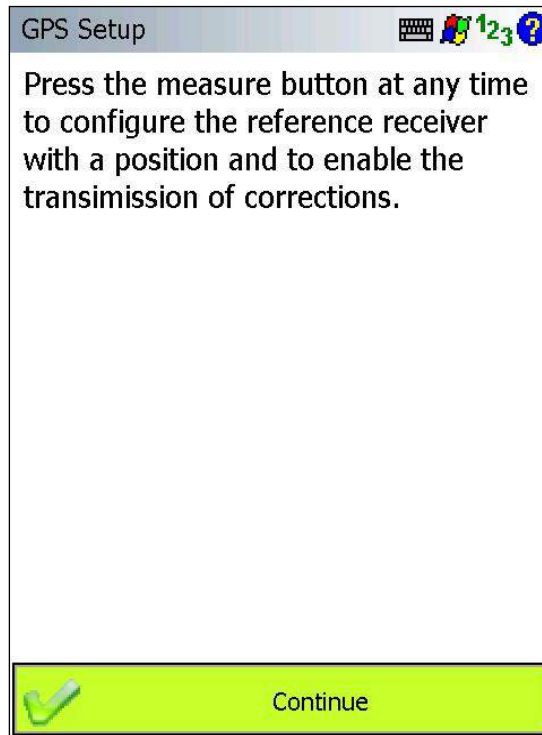 GPS Setup 123 ?
Press the measure button at any time
to configure the reference receiver
with a position and to enable the
transimission of corrections.
Continue